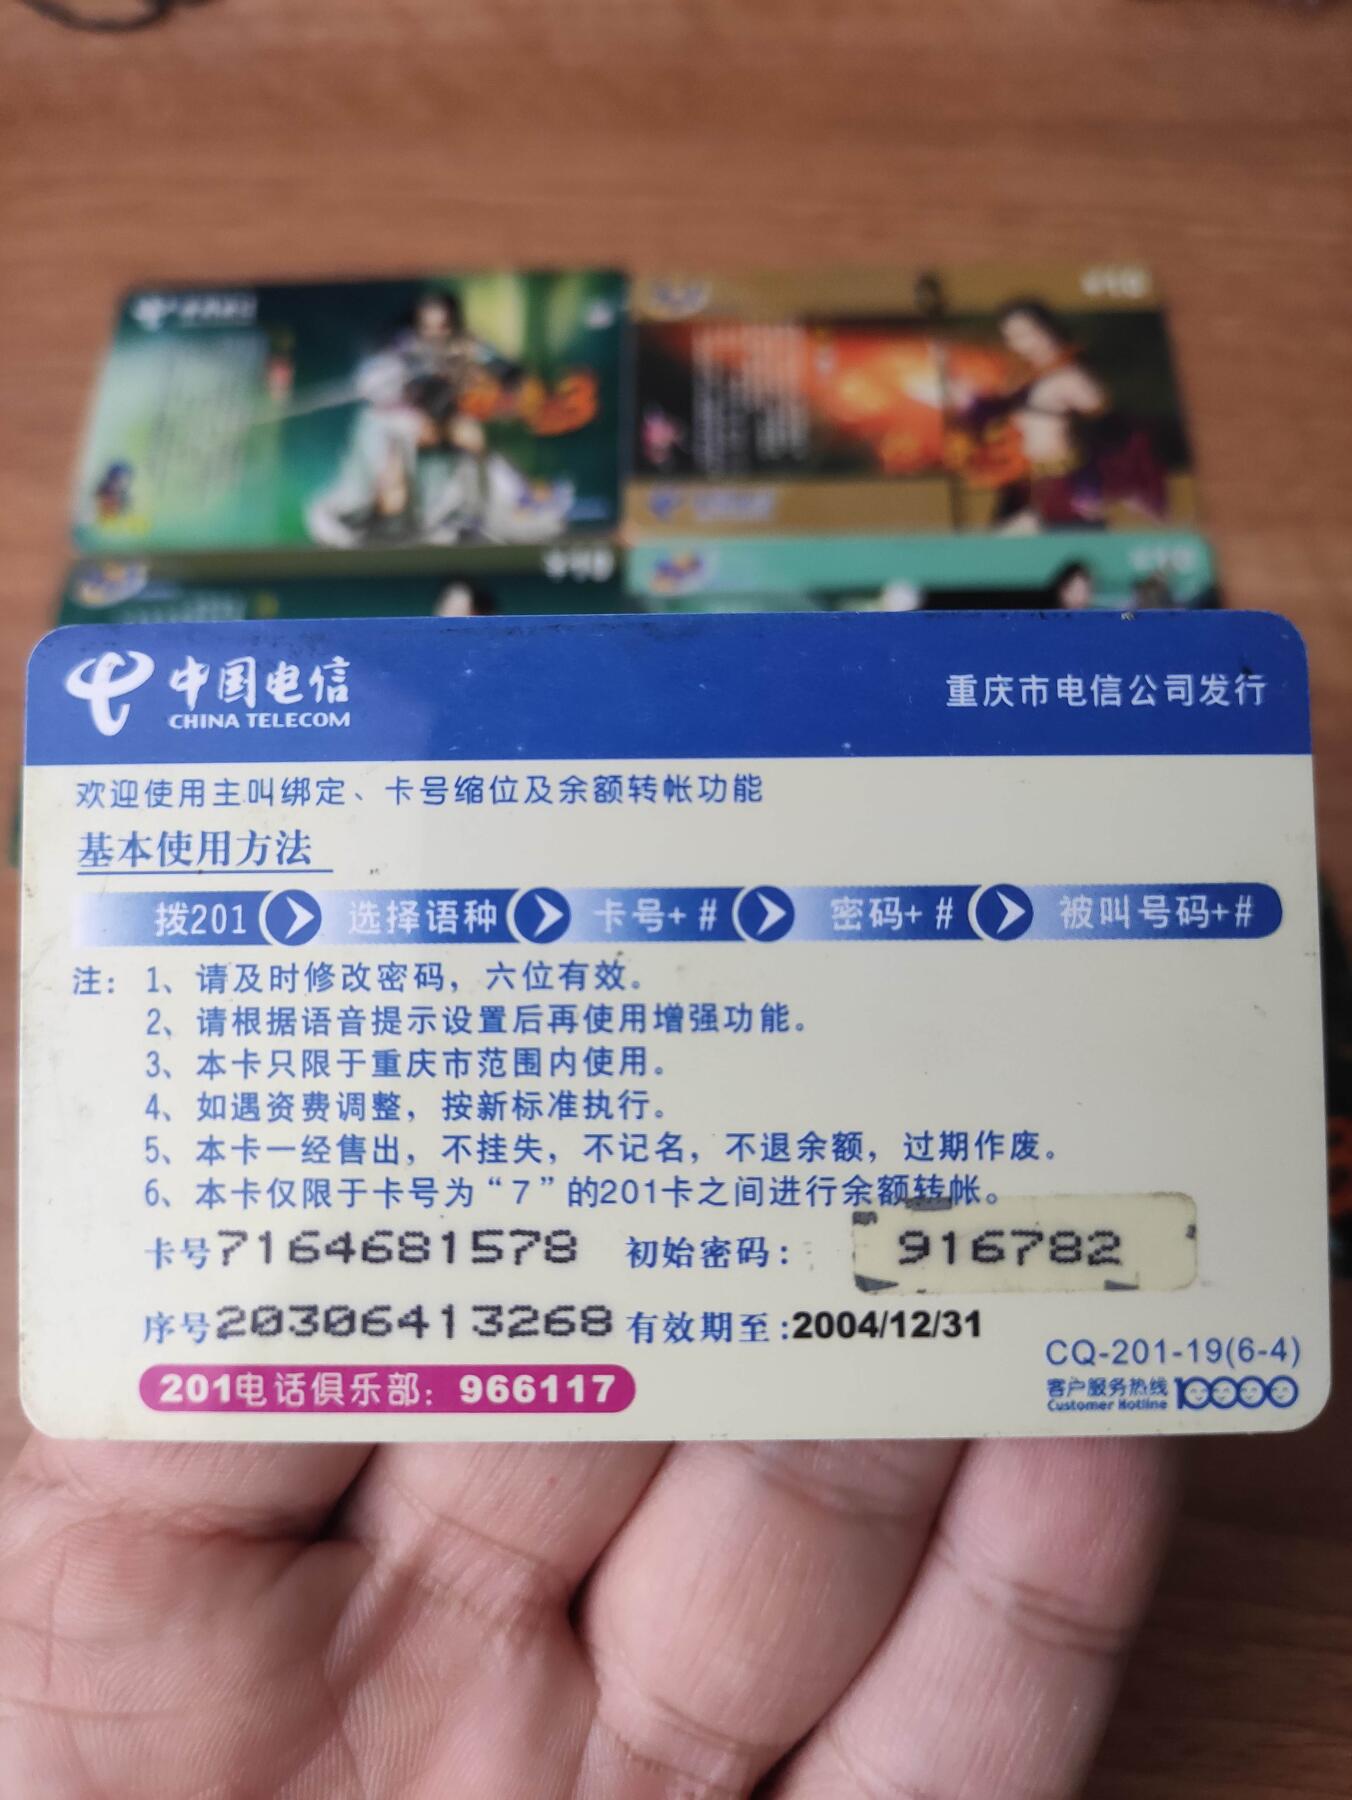 ¥10
¥10
¥10
中国电信
CHINA TELECOM
重庆市电信公司发行
欢迎使用主叫绑定、卡号缩位及余额转帐功能
基本使用方法
拨201 选择语种 卡号+# 密码+# 被叫号码+#
注：1、请及时修改密码，六位有效。
2、请根据语音提示设置后再使用增强功能。
3、本卡只限于重庆市范围内使用。
4、如遇资费调整，按新标准执行。
5、本卡一经售出，不挂失，不记名，不退余额，过期作废。
6、本卡仅限于卡号为“7”的201卡之间进行余额转帐。
卡号7164681578 初始密码：916782
序号20306413268 有效期至:2004/12/31
CQ-201-19(6-4)
201电话俱乐部：966117
客户服务热线 10000
Customer Hotline